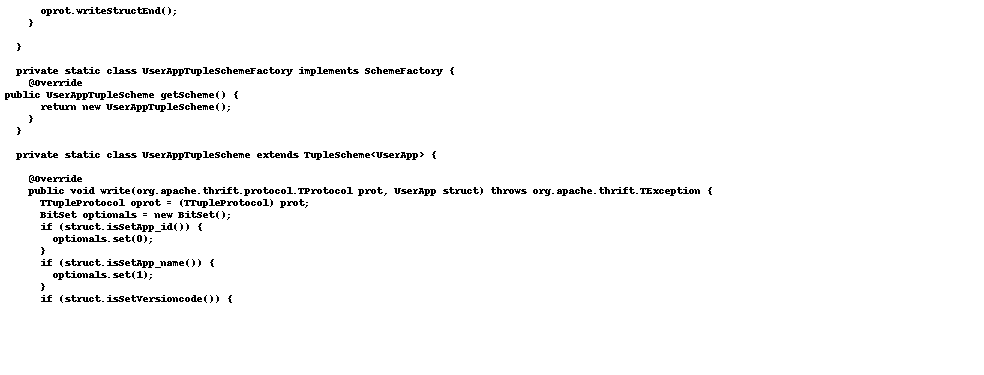 oprot.writeStructEnd();
    }

  }

  private static class UserAppTupleSchemeFactory implements SchemeFactory {
    @Override
public UserAppTupleScheme getScheme() {
      return new UserAppTupleScheme();
    }
  }

  private static class UserAppTupleScheme extends TupleScheme<UserApp> {

    @Override
    public void write(org.apache.thrift.protocol.TProtocol prot, UserApp struct) throws org.apache.thrift.TException {
      TTupleProtocol oprot = (TTupleProtocol) prot;
      BitSet optionals = new BitSet();
      if (struct.isSetApp_id()) {
        optionals.set(0);
      }
      if (struct.isSetApp_name()) {
        optionals.set(1);
      }
      if (struct.isSetVersioncode()) {